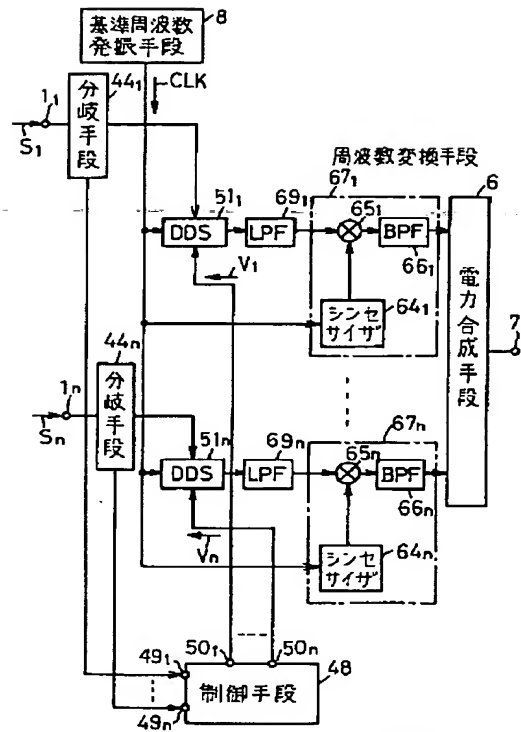 8
基準周波数
発振手段
44₁
CLK
1₁
S₁
分岐手段
周波数変換手段
67₁
6
51₁
69₁
65₁
DDS
LPF
BPF
66₁
V₁
シンセ
サイザ
64₁
電力合成手段
7
44n
1n
Sn
分岐手段
67n
51n
69n
65n
DDS
LPF
BPF
66n
Vn
シンセ
サイザ
64n
50₁
50n
49₁
48
制御手段
49n